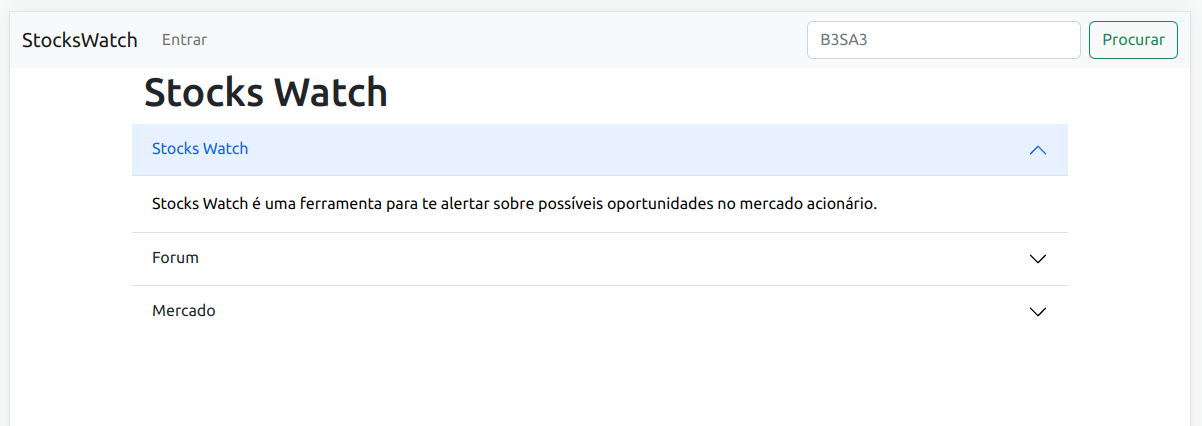 StocksWatch Entrar B3SA3 Procurar
Stocks Watch
Stocks Watch
Stocks Watch é uma ferramenta para te alertar sobre possíveis oportunidades no mercado acionário.
Forum
Mercado